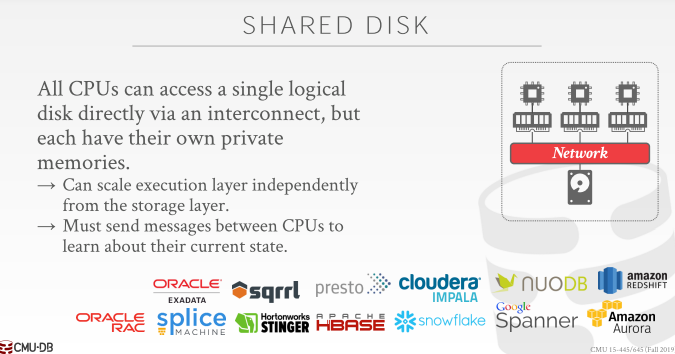 SHARED DISK
All CPUs can access a single logical
disk directly via an interconnect, but
each have their own private
memories.
→ Can scale execution layer independently
from the storage layer.
→ Must send messages between CPUs to
learn about their current state.
Network
ORACLE®
EXADATA
sqrrl
presto
cloudera®
IMPALA
NUODB
amazon
REDSHIFT
ORACLE
RAC
splice
MACHINE
Hortonworks
STINGER
APACHE
HBASE
snowflake
Google
Spanner
Amazon
Aurora
CMU·DB
CMU 15-445/645 (Fall 2019